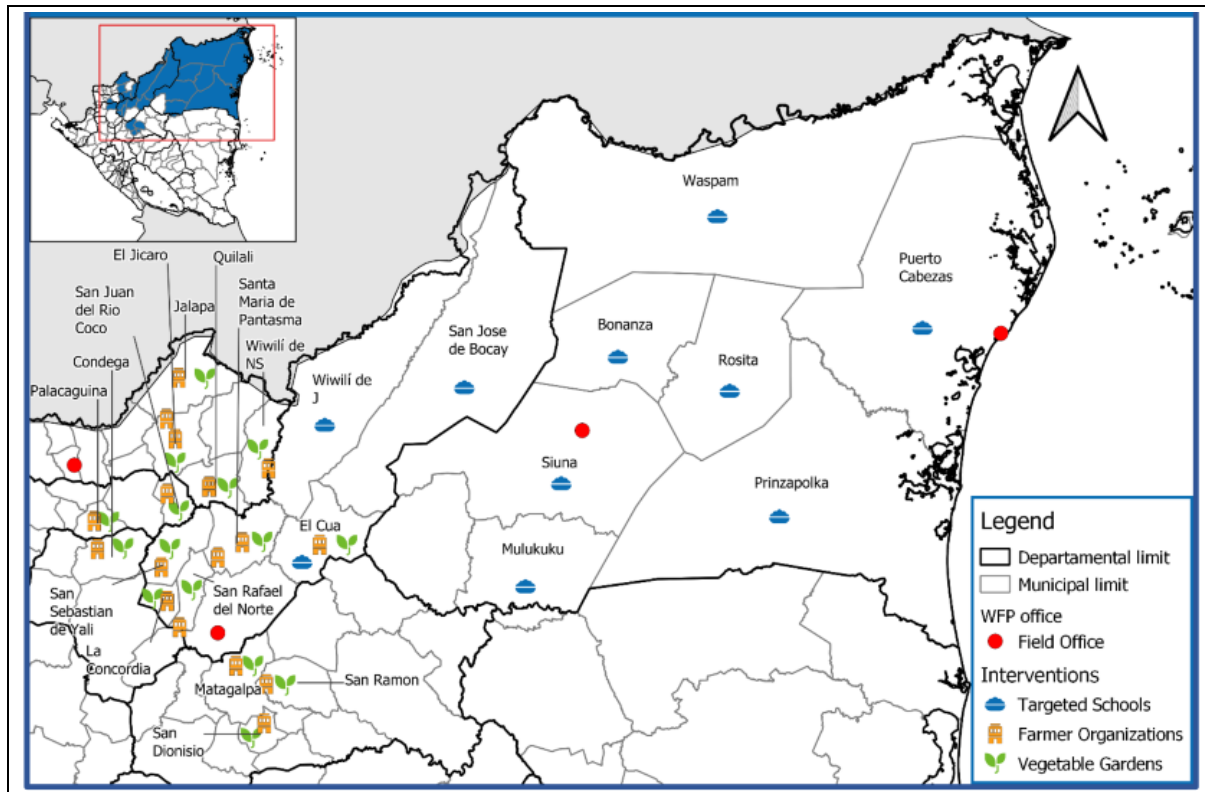 Waspam
El Jicaro
Quilali
Puerto
Cabezas
San Juan
del Rio
Coco
Jalapa
Santa
Maria de
Pantasma
San Jose
de Bocay
Bonanza
Condega
Wiwilí de
NS
Rosita
Palacaguina
Wiwilí de
J
Siuna
Prinzapolka
El Cua
Mulukuku
San
Sebastian
de Yali
San Rafael
del Norte
La
Concordia
Matagalpa
San Ramon
San
Dionisio
Legend
Departamental limit
Municipal limit
WFP office
Field Office
Interventions
Targeted Schools
Farmer Organizations
Vegetable Gardens